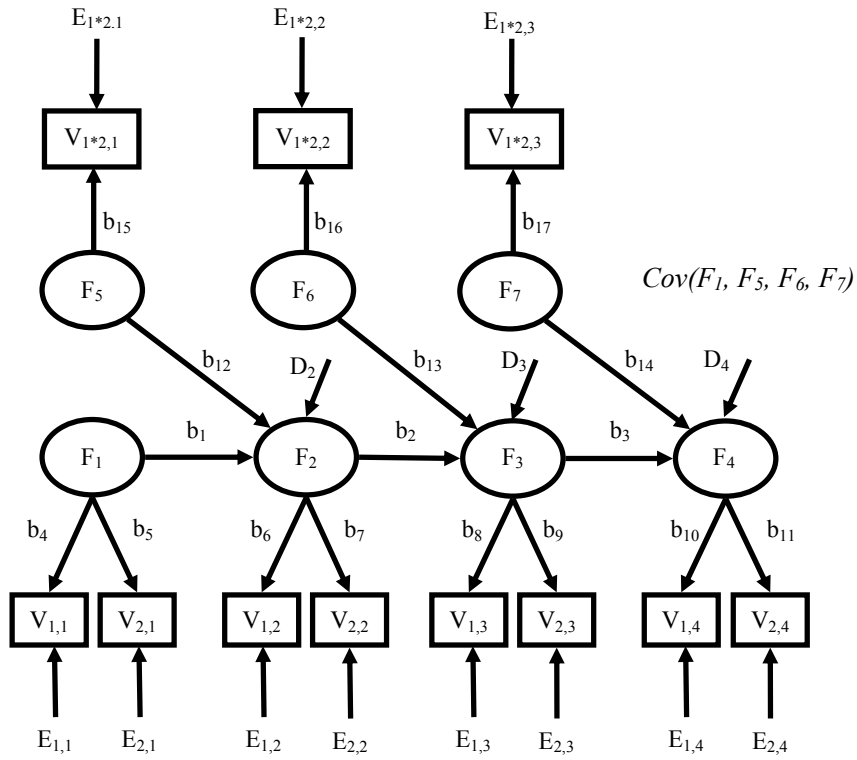 E1*2.1 E1*2,2 E1*2,3
V1*2,1 V1*2,2 V1*2,3
b15 b16 b17
F5 F6 F7 Cov(F1, F5, F6, F7)
b12 D2 b13 D3 b14 D4
b1 b2 b3
F1 F2 F3 F4
b4 b5 b6 b7 b8 b9 b10 b11
V1,1 V2,1 V1,2 V2,2 V1,3 V2,3 V1,4 V2,4
E1,1 E2,1 E1,2 E2,2 E1,3 E2,3 E1,4 E2,4